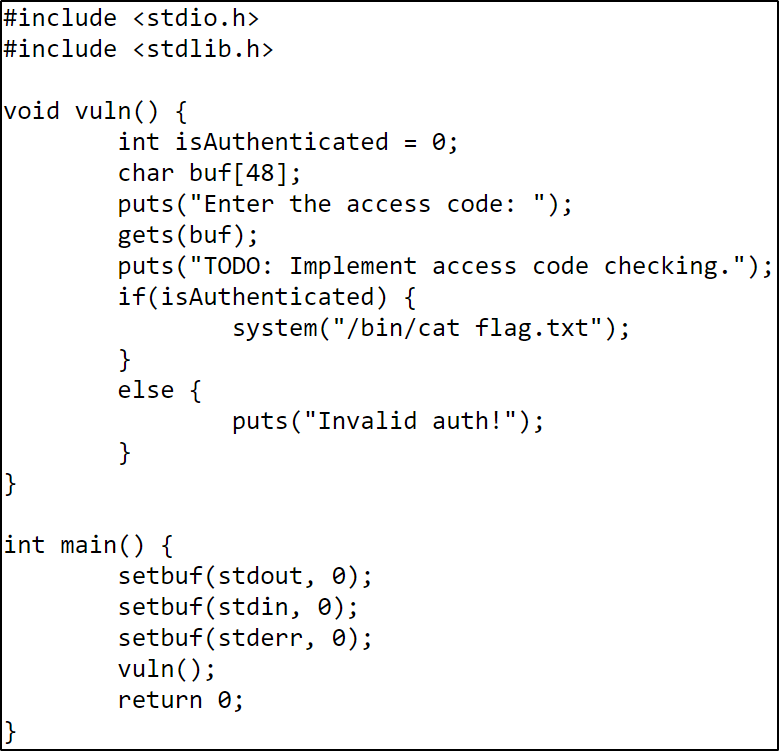 #include <stdio.h>
#include <stdlib.h>

void vuln() {
        int isAuthenticated = 0;
        char buf[48];
        puts("Enter the access code: ");
        gets(buf);
        puts("TODO: Implement access code checking.");
        if(isAuthenticated) {
                system("/bin/cat flag.txt");
        }
        else {
                puts("Invalid auth!");
        }
}

int main() {
        setbuf(stdout, 0);
        setbuf(stdin, 0);
        setbuf(stderr, 0);
        vuln();
        return 0;
}